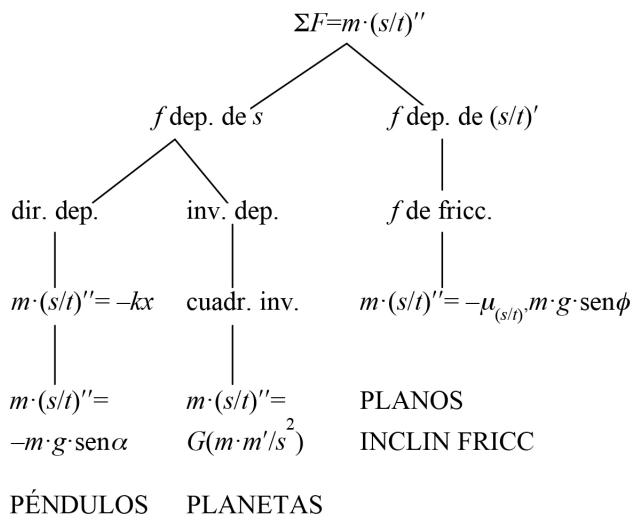 ΣF=m·(s/t)''
f dep. de s f dep. de (s/t)'
dir. dep. inv. dep. f de fricc.
m·(s/t)''= –kx cuadr. inv. m·(s/t)''= –μ(s/t)'m·g·senϕ
m·(s/t)''= m·(s/t)''= PLANOS
–m·g·senα G(m·m'/s²) INCLIN FRICC
PÉNDULOS PLANETAS